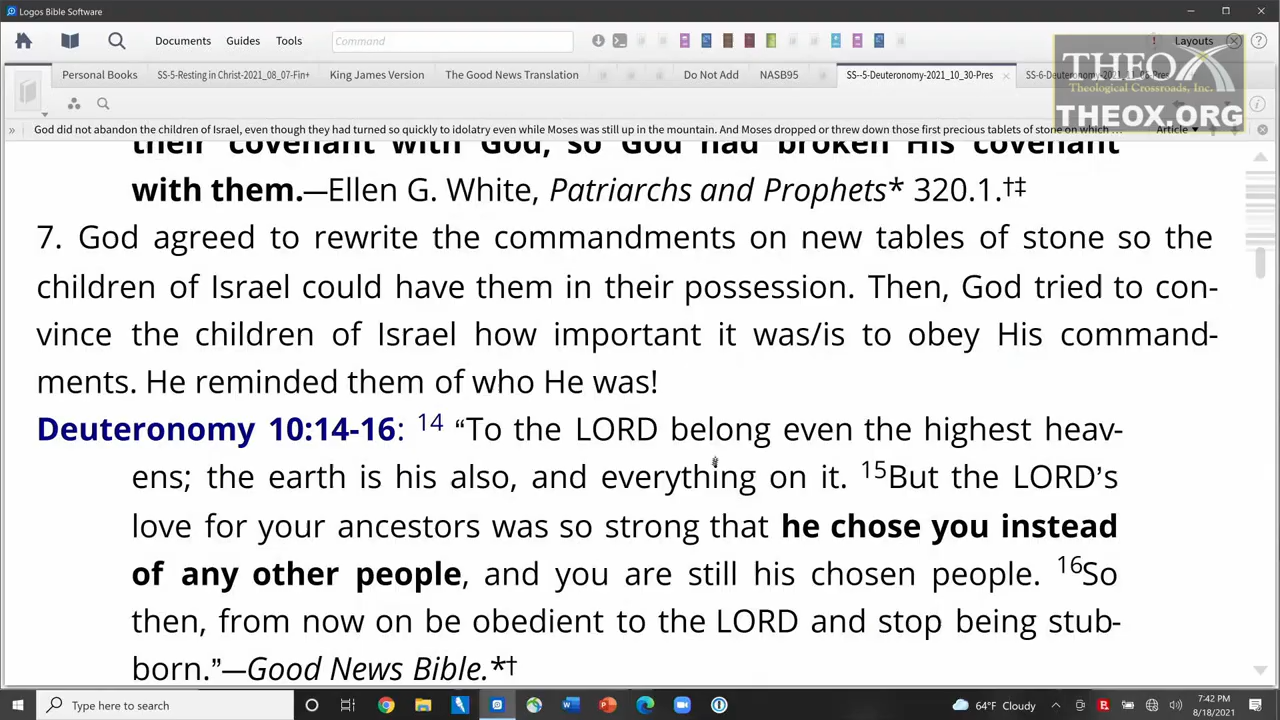 Logos Bible Software
Documents Guides Tools Command Layouts
THEOX
Theological Crossroads, Inc.
THEOX.ORG
Personal Books SS-5-Resting in Christ-2021_08_07-Fin+ King James Version The Good News Translation Do Not Add NASB95 SS--5-Deuteronomy-2021_10_30-Pres
God did not abandon the children of Israel, even though they had turned so quickly to idolatry even while Moses was still up in the mountain. And Moses dropped or threw down those first precious tablets of stone on which ... Article
their covenant with God, so God had broken His covenant
with them.—Ellen G. White, Patriarchs and Prophets* 320.1.†‡
7. God agreed to rewrite the commandments on new tables of stone so the
children of Israel could have them in their possession. Then, God tried to con-
vince the children of Israel how important it was/is to obey His command-
ments. He reminded them of who He was!
Deuteronomy 10:14-16: 14 “To the LORD belong even the highest heav-
ens; the earth is his also, and everything on it. 15But the LORD’s
love for your ancestors was so strong that he chose you instead
of any other people, and you are still his chosen people. 16So
then, from now on be obedient to the LORD and stop being stub-
born.”—Good News Bible.*†
Type here to search 64°F Cloudy 7:42 PM
8/18/2021